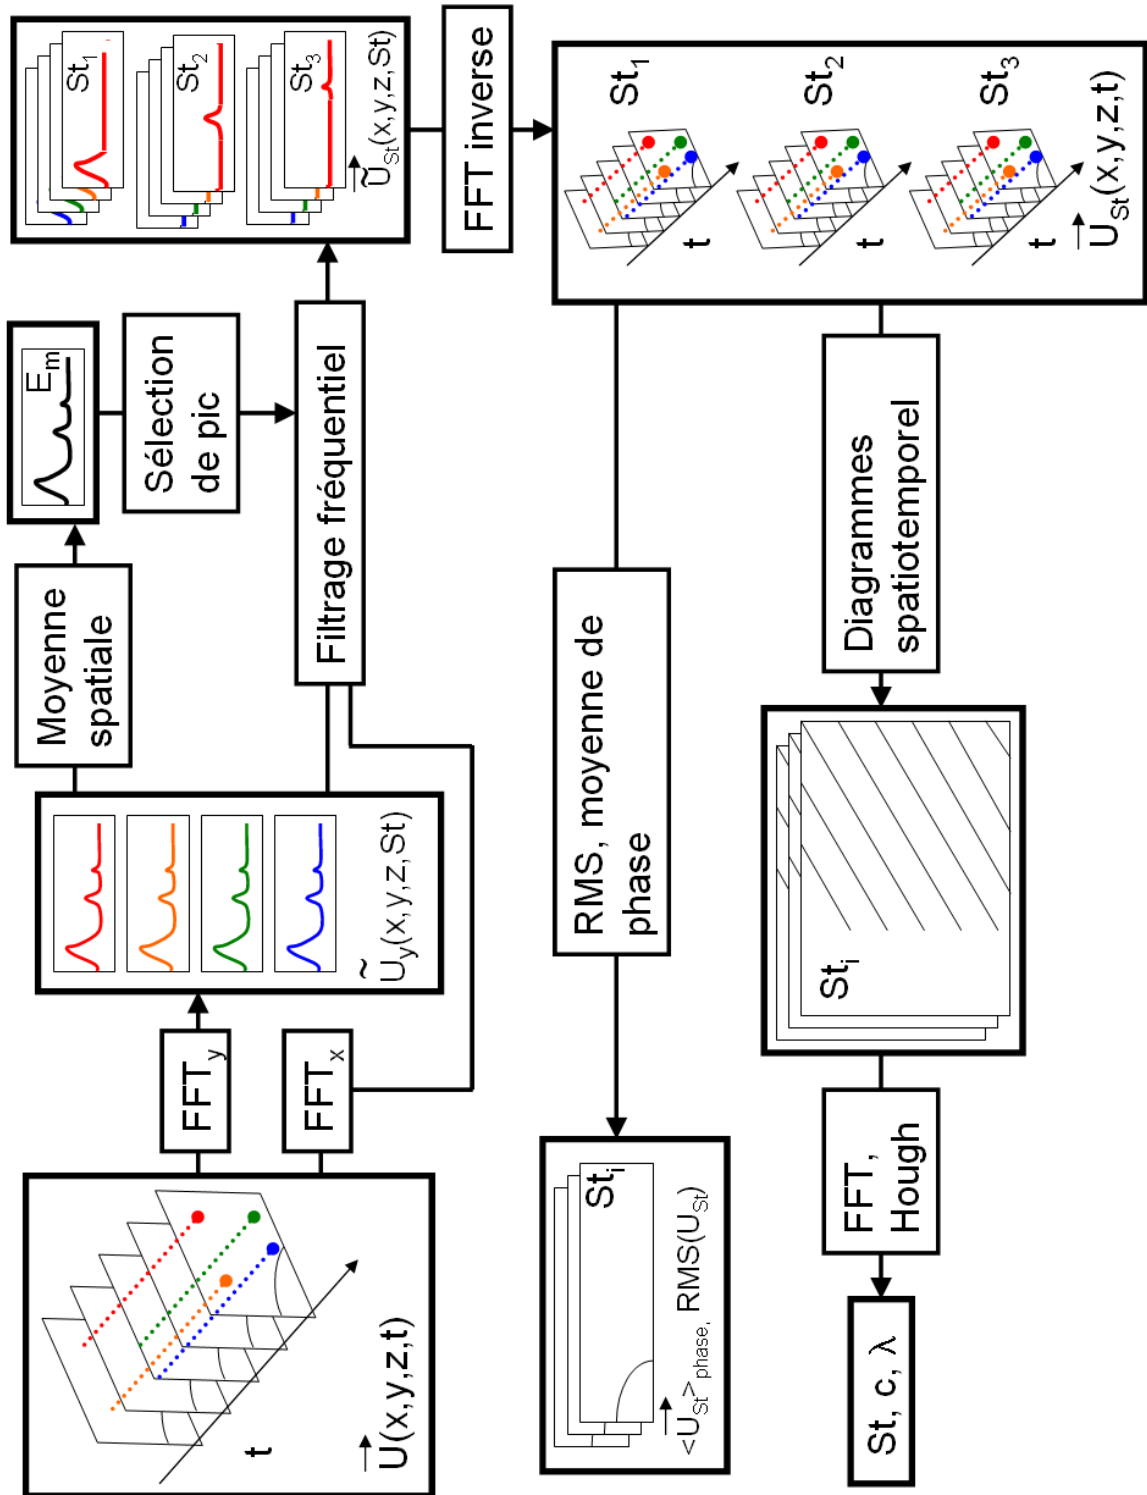 U(x,y,z,t)
t
FFTy
FFTx
Ũy(x,y,z,St)
Moyenne
spatiale
Em
Sélection
de pic
Filtrage fréquentiel
St1
St2
St3
ŨSt(x,y,z,St)
FFT inverse
St1
t
St2
t
St3
t
USt(x,y,z,t)
RMS, moyenne de
phase
Sti
<USt>phase, RMS(USt)
Diagrammes
spatiotemporel
Sti
FFT,
Hough
St, c, λ